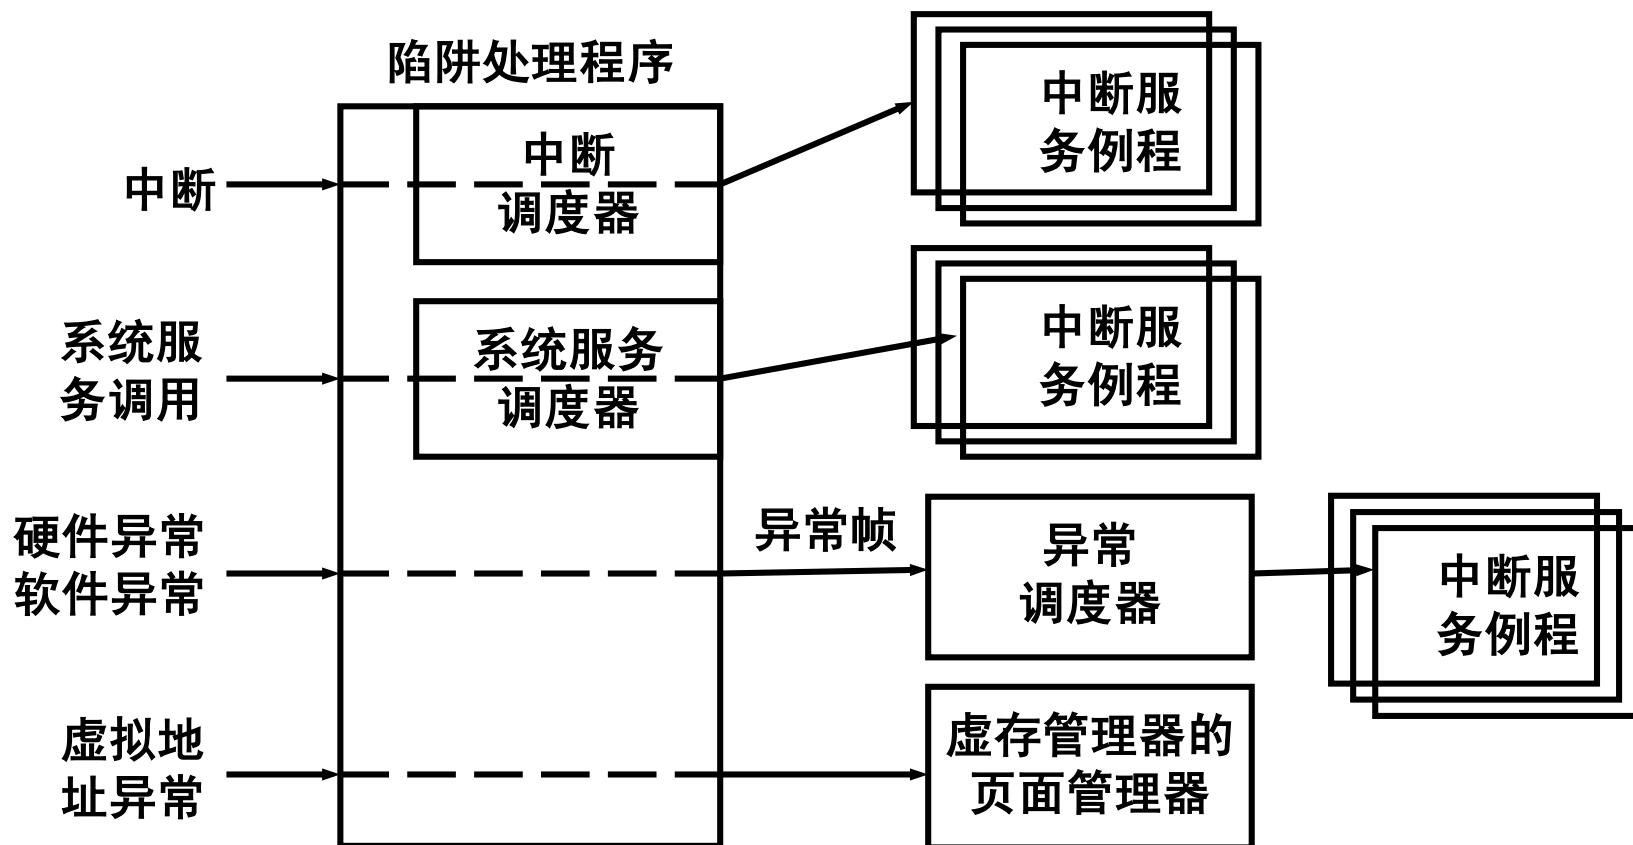 陷阱处理程序
中断
中断
调度器
中断服
务例程
系统服
务调用
系统服务
调度器
中断服
务例程
硬件异常
软件异常
异常帧
异常
调度器
中断服
务例程
虚拟地
址异常
虚存管理器的
页面管理器